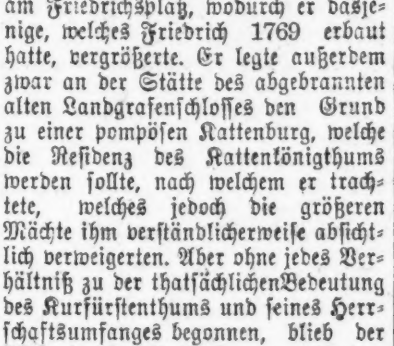 am Friedrichsplatz, wodurch er dasje-
nige, welches Friedrich 1769 erbaut
hatte, vergrößerte. Er legte außerdem
zwar an der Stätte des abgebrannten
alten Landgrafenschlosses den Grund
zu einer pompösen Kattenburg, welche
die Residenz des Kattenkönigthums
werden sollte, nach welchem er trach-
tete, welches jedoch die größeren
Mächte ihm verständlicherweise absicht-
lich verweigerten. Aber ohne jedes Ver-
hältniß zu der thatsächlichenBedeutung
des Kurfürstenthums und seines Herr-
schaftsumfanges begonnen, blieb der